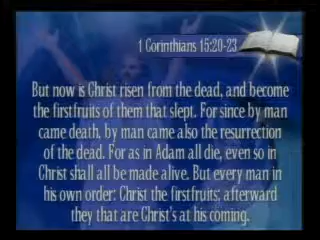 1 Corinthians 15:20-23
But now is Christ risen from the dead, and become
the firstfruits of them that slept. For since by man
came death, by man came also the resurrection
of the dead. For as in Adam all die, even so in
Christ shall all be made alive. But every man in
his own order: Christ the firstfruits; afterward
they that are Christ's at his coming.